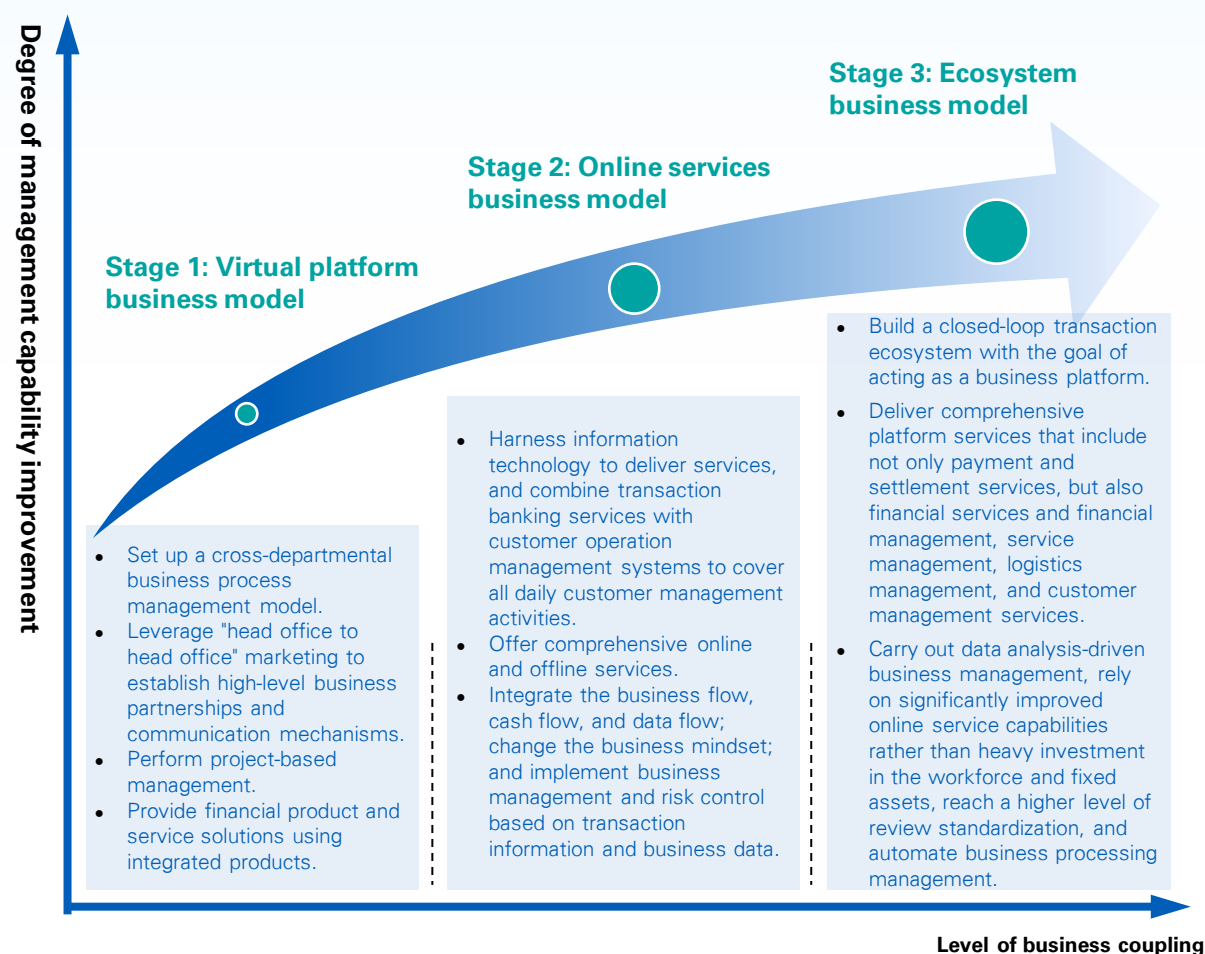 Degree of management capability improvement
Stage 3: Ecosystem
business model
Stage 2: Online services
business model
Stage 1: Virtual platform
business model
• Set up a cross-departmental
business process
management model.
• Leverage "head office to
head office" marketing to
establish high-level business
partnerships and
communication mechanisms.
• Perform project-based
management.
• Provide financial product and
service solutions using
integrated products.
• Harness information
technology to deliver services,
and combine transaction
banking services with
customer operation
management systems to cover
all daily customer management
activities.
• Offer comprehensive online
and offline services.
• Integrate the business flow,
cash flow, and data flow;
change the business mindset;
and implement business
management and risk control
based on transaction
information and business data.
• Build a closed-loop transaction
ecosystem with the goal of
acting as a business platform.
• Deliver comprehensive
platform services that include
not only payment and
settlement services, but also
financial services and financial
management, service
management, logistics
management, and customer
management services.
• Carry out data analysis-driven
business management, rely
on significantly improved
online service capabilities
rather than heavy investment
in the workforce and fixed
assets, reach a higher level of
review standardization, and
automate business processing
management.
Level of business coupling